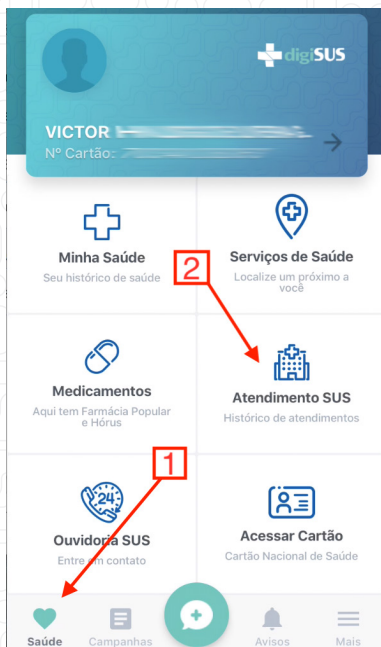 digiSUS
VICTOR
Nº Cartão:
Minha Saúde
Seu histórico de saúde
Serviços de Saúde
Localize um próximo a
você
2
Medicamentos
Aqui tem Farmácia Popular
e Hórus
Atendimento SUS
Histórico de atendimentos
1
24
Ouvidoria SUS
Entre em contato
Acessar Cartão
Cartão Nacional de Saúde
Saúde
Campanhas
Avisos
Mais